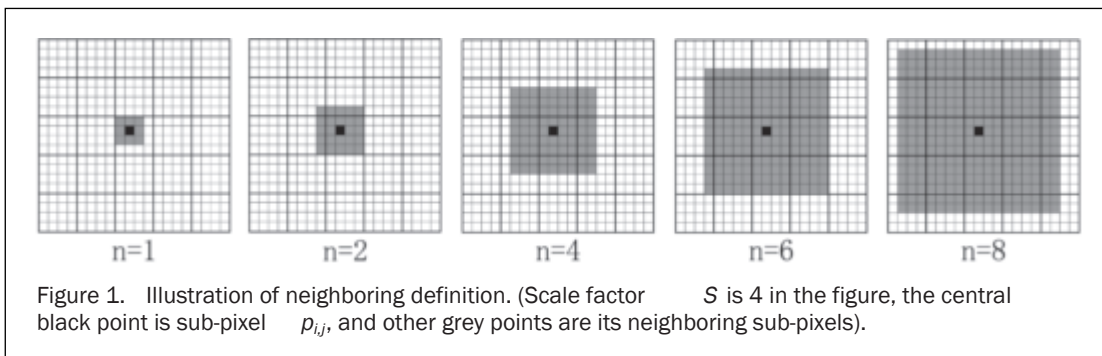 n=1 n=2 n=4 n=6 n=8
Figure 1. Illustration of neighboring definition. (Scale factor S is 4 in the figure, the central
black point is sub-pixel pi,j, and other grey points are its neighboring sub-pixels).